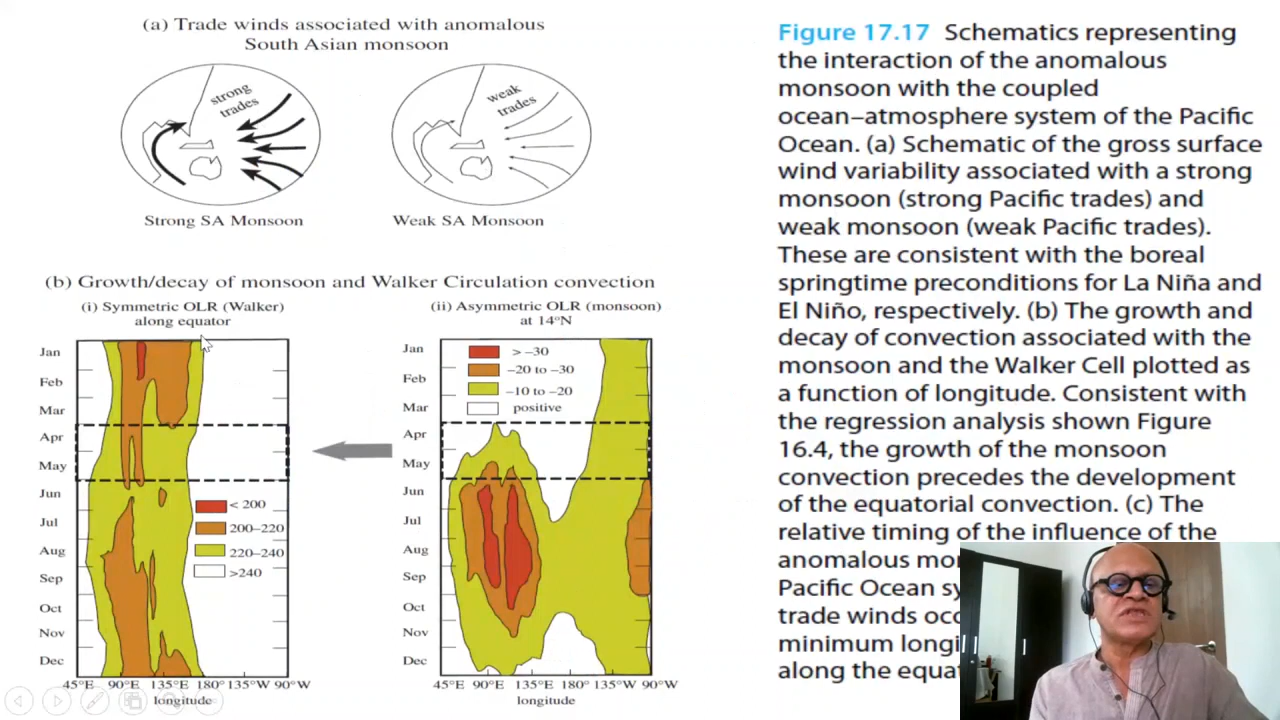 (a) Trade winds associated with anomalous
South Asian monsoon
strong
trades
weak
trades
Strong SA Monsoon
Weak SA Monsoon
(b) Growth/decay of monsoon and Walker Circulation convection
(i) Symmetric OLR (Walker)
along equator
(ii) Asymmetric OLR (monsoon)
at 14°N
Jan
Feb
Mar
Apr
May
Jun
Jul
Aug
Sep
Oct
Nov
Dec
< 200
200–220
220–240
>240
45°E 90°E 135°E 180° 135°W 90°W
longitude
Jan
Feb
Mar
Apr
May
Jun
Jul
Aug
Sep
Oct
Nov
Dec
> –30
–20 to –30
–10 to –20
positive
45°E 90°E 135°E 180° 135°W 90°W
longitude
Figure 17.17 Schematics representing
the interaction of the anomalous
monsoon with the coupled
ocean–atmosphere system of the Pacific
Ocean. (a) Schematic of the gross surface
wind variability associated with a strong
monsoon (strong Pacific trades) and
weak monsoon (weak Pacific trades).
These are consistent with the boreal
springtime preconditions for La Niña and
El Niño, respectively. (b) The growth and
decay of convection associated with the
monsoon and the Walker Cell plotted as
a function of longitude. Consistent with
the regression analysis shown Figure
16.4, the growth of the monsoon
convection precedes the development
of the equatorial convection. (c) The
relative timing of the influence of the
anomalous
Pacific Ocean
trade winds
minimum
along the